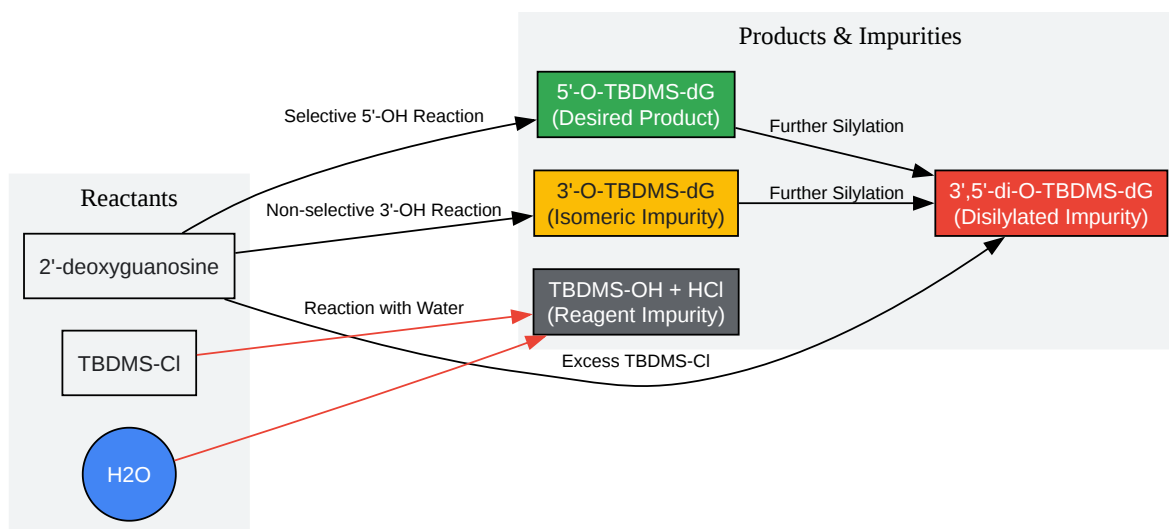 Products & Impurities
5'-O-TBDMS-dG
(Desired Product)
Selective 5'-OH Reaction
Further Silylation
Reactants
3'-O-TBDMS-dG
(Isomeric Impurity)
Further Silylation
3',5'-di-O-TBDMS-dG
(Disilylated Impurity)
Non-selective 3'-OH Reaction
2'-deoxyguanosine
TBDMS-OH + HCl
(Reagent Impurity)
Reaction with Water
TBDMS-Cl
Excess TBDMS-Cl
H2O